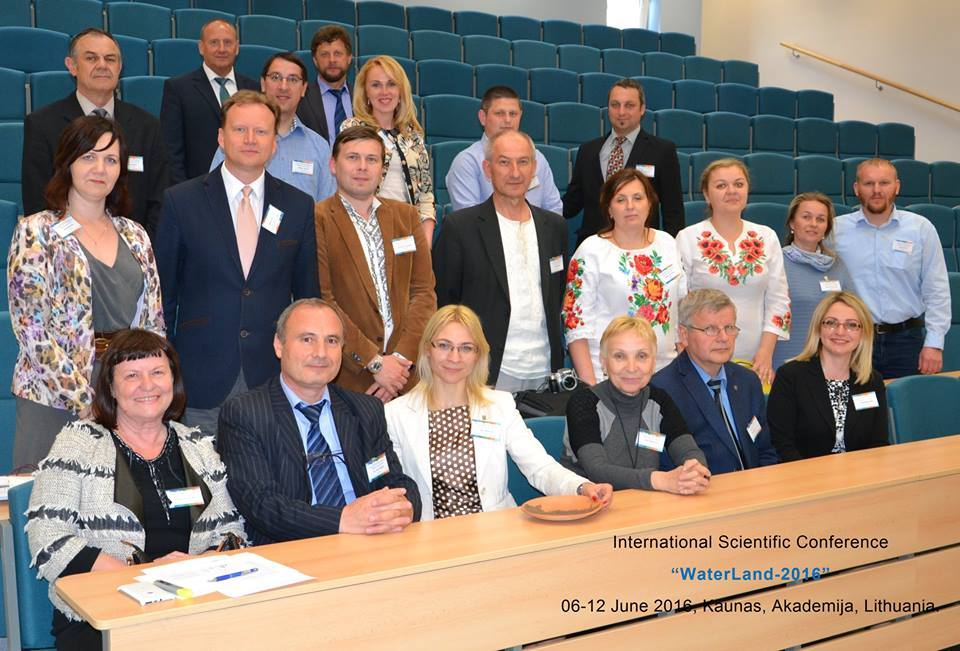 International Scientific Conference
“WaterLand-2016”
06-12 June 2016, Kaunas, Akademija, Lithuania.